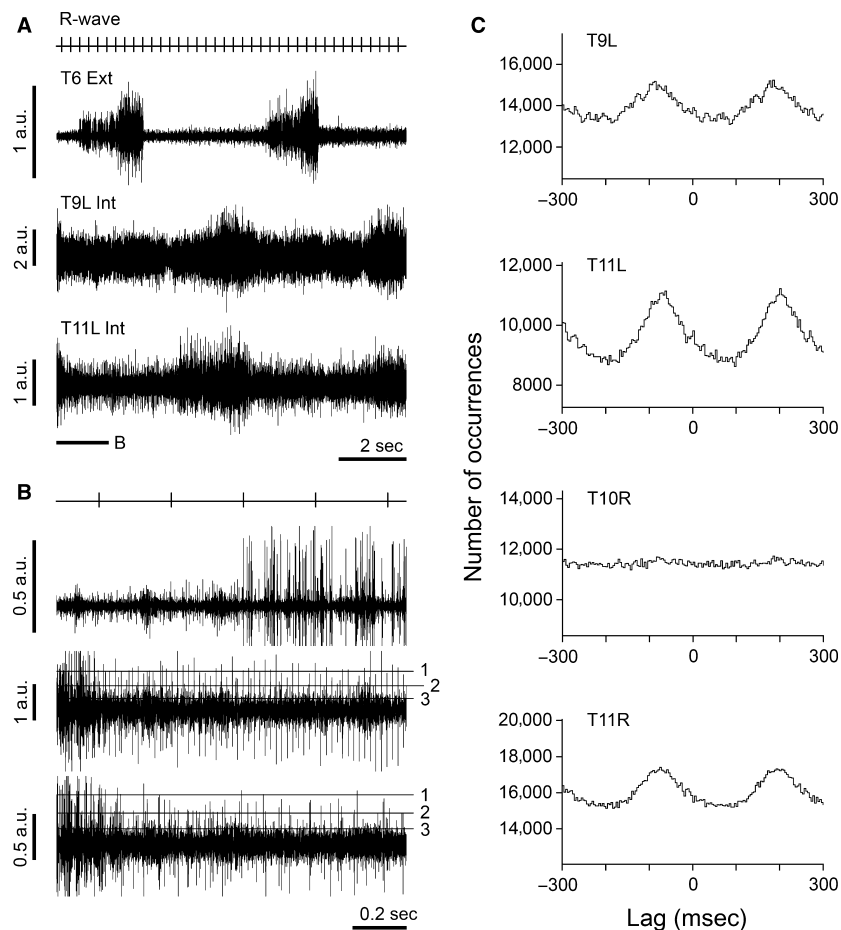 A
R-wave
T6 Ext
1 a.u.
T9L Int
2 a.u.
T11L Int
1 a.u.
B
2 sec
B
0.5 a.u.
1
2
3
1 a.u.
1
2
3
0.5 a.u.
0.2 sec
C
T9L
16,000
14,000
12,000
−300
0
300
T11L
12,000
10,000
8000
−300
0
300
Number of occurrences
T10R
14,000
12,000
10,000
−300
0
300
T11R
20,000
18,000
16,000
14,000
−300
0
300
Lag (msec)